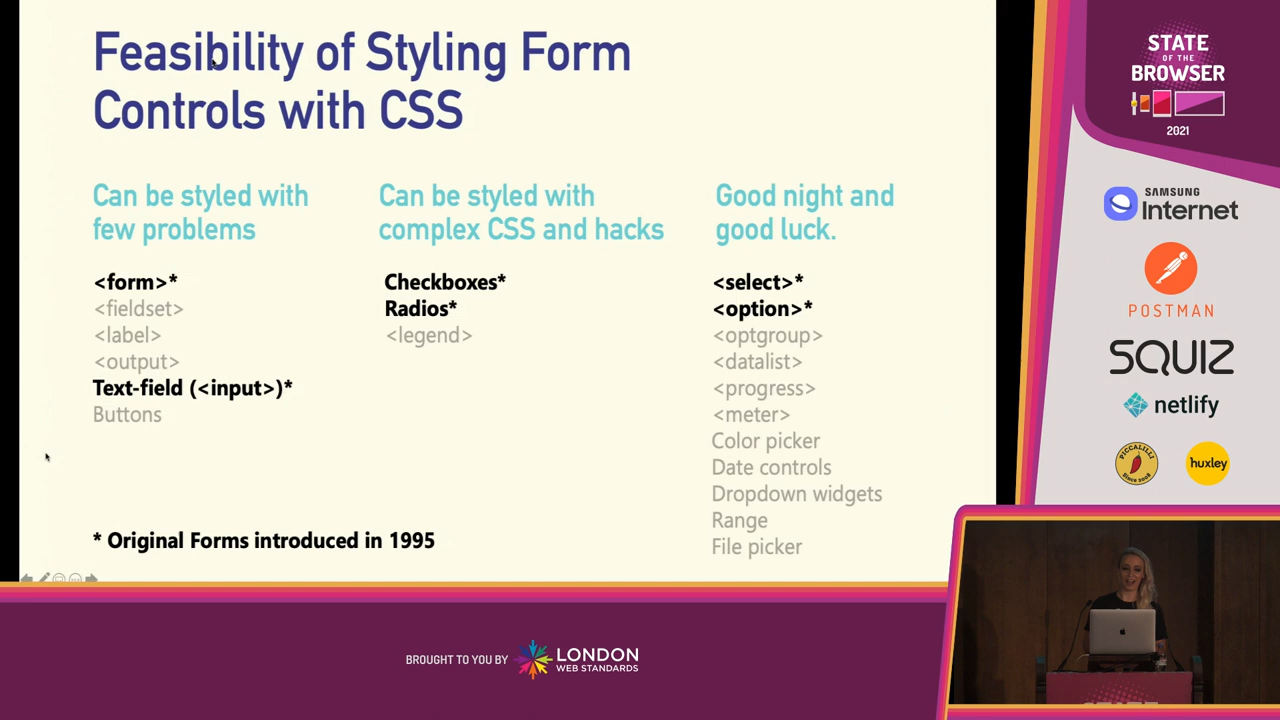 Feasibility of Styling Form
Controls with CSS
Can be styled with
few problems
<form>*
<fieldset>
<label>
<output>
Text-field (<input>)*
Buttons
Can be styled with
complex CSS and hacks
Checkboxes*
Radios*
<legend>
Good night and
good luck.
<select>*
<option>*
<optgroup>
<datalist>
<progress>
<meter>
Color picker
Date controls
Dropdown widgets
Range
File picker
* Original Forms introduced in 1995
STATE
OF THE
BROWSER
2021
SAMSUNG
Internet
POSTMAN
SQUIZ
netlify
PICCALILLI
Since 2018
huxley
BROUGHT TO YOU BY
LONDON
WEB STANDARDS